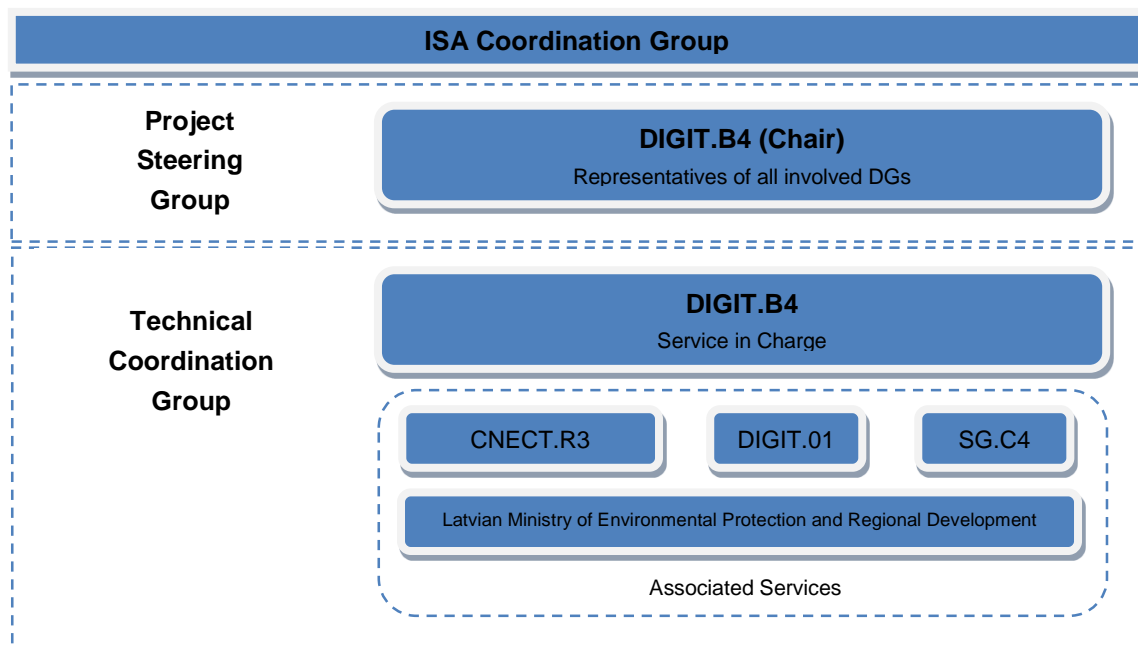 ISA Coordination Group
Project
Steering
Group
DIGIT.B4 (Chair)
Representatives of all involved DGs
Technical
Coordination
Group
DIGIT.B4
Service in Charge
CNECT.R3
DIGIT.01
SG.C4
Latvian Ministry of Environmental Protection and Regional Development
Associated Services